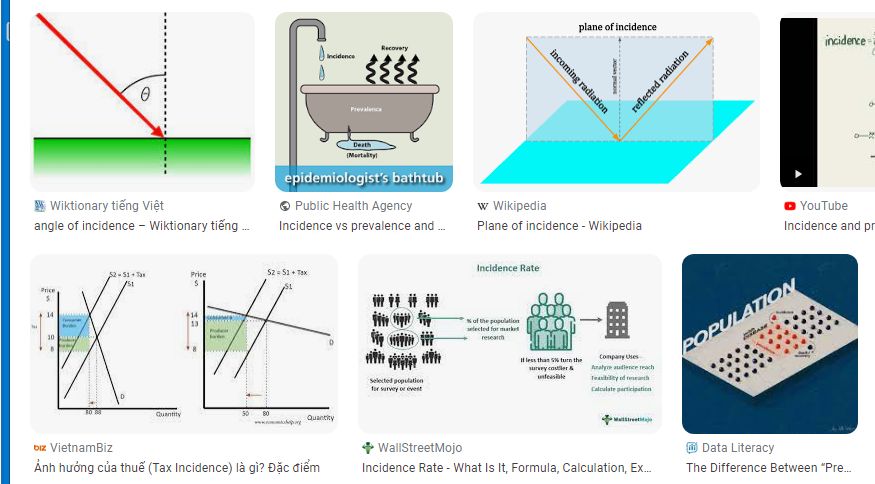 θ
Incidence
Recovery
Prevalence
Death
(Mortality)
epidemiologist's bathtub
plane of incidence
incoming radiation
normal vector
reflected radiation
incidence =
Wiktionary tiếng Việt
angle of incidence – Wiktionary tiếng ...
Public Health Agency
Incidence vs prevalence and ...
W Wikipedia
Plane of incidence - Wikipedia
YouTube
Incidence and pr
Price
$
S2 = S1 + Tax
S1
14
10
8
Tax
Consumer
Burden
Producer
burden
D
80 88
Quantity
Price
$
S2 = S1 + Tax
S1
14
13
8
Producer
burden
D
50 80
Quantity
www.economicshelp.org
Incidence Rate
Selected population
for survey or event
% of the population
selected for market
research
If less than 5% turn the
survey costlier &
unfeasible
Company Uses -
Analyze audience reach
Feasibility of research
Calculate participation
WallStreetMojo
POPULATION
DISEASE
BIZ VietnamBiz
Ảnh hưởng của thuế (Tax Incidence) là gì? Đặc điểm
WallStreetMojo
Incidence Rate - What Is It, Formula, Calculation, Ex...
Data Literacy
The Difference Between “Pre...